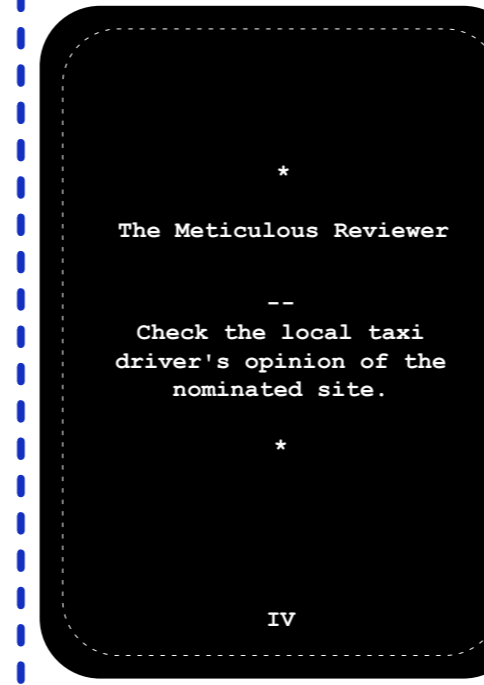 *
The Meticulous Reviewer
--
Check the local taxi
driver's opinion of the
nominated site.
*
IV